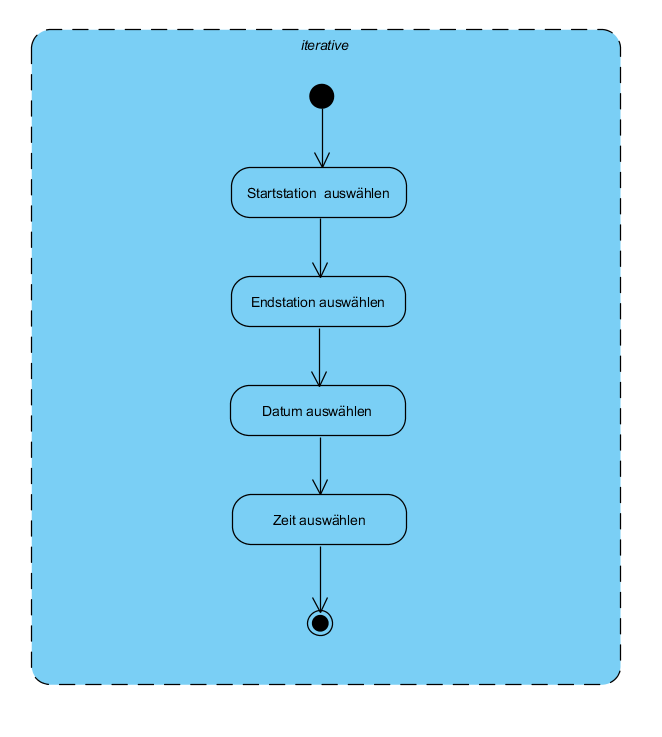 iterative
Startstation  auswählen
Endstation auswählen
Datum auswählen
Zeit auswählen